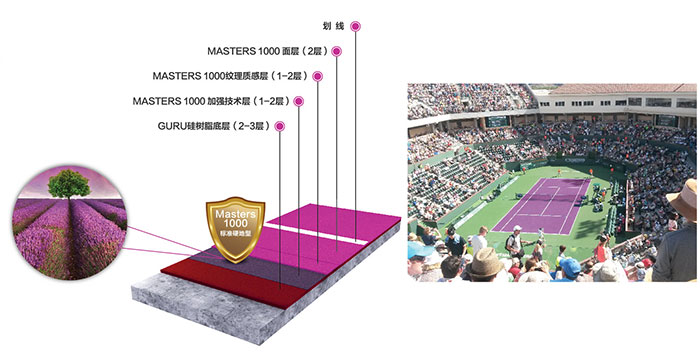 划线
MASTERS 1000 面层（2层）
MASTERS 1000纹理质感层（1-2层）
MASTERS 1000 加强技术层（1-2层）
GURU硅树脂底层（2-3层）
Masters
1000
标准硬地型